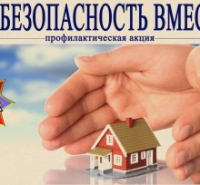 БЕЗОПАСНОСТЬ ВМЕС
профилактическая акция